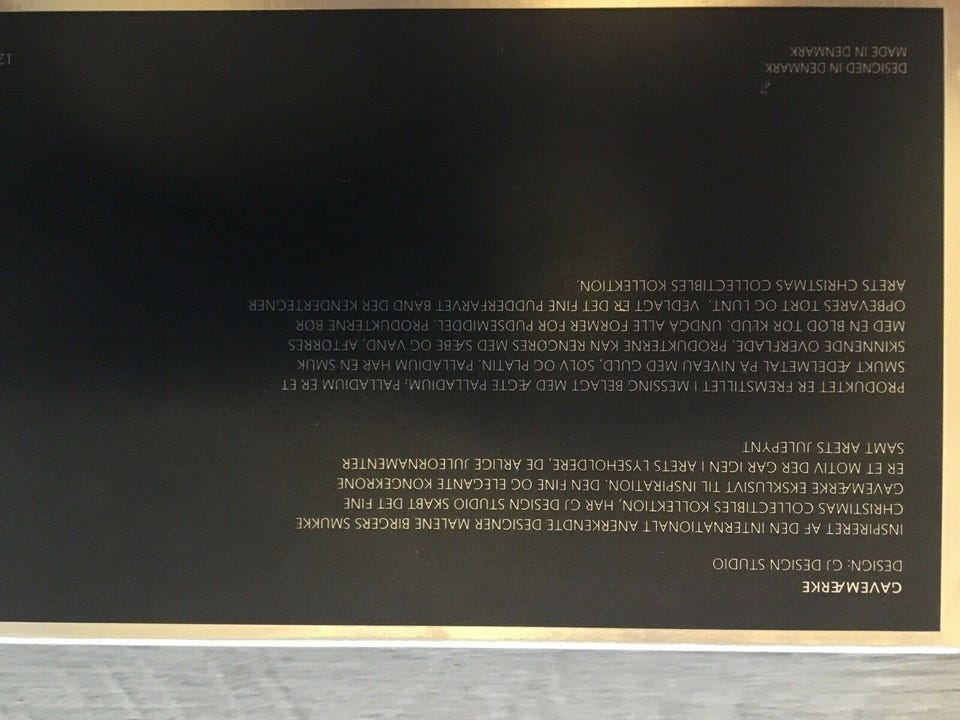 GAVEMÆRKE
DESIGN: GJ DESIGN STUDIO
INSPIRERET AF DEN INTERNATIONALT ANERKENDTE DESIGNER MALENE BIRGERS SMUKKE
CHRISTMAS COLLECTIBLES KOLLEKTION, HAR GJ DESIGN STUDIO SKABT DET FINE
GAVEMÆRKE EKSKLUSIVT TIL INSPIRATION. DEN FINE OG ELEGANTE KONGEKRONE
ER ET MOTIV DER GÅR IGEN I ÅRETS LYSEHOLDERE, DE ÅRLIGE JULEORNAMENTER
SAMT ÅRETS JULEPYNT
PRODUKTET ER FREMSTILLET I MESSING BELAGT MED ÆGTE PALLADIUM. PALLADIUM ER ET
SMUKT ÆDELMETAL PÅ NIVEAU MED GULD, SØLV OG PLATIN. PALLADIUM HAR EN SMUK
SKINNENDE OVERFLADE. PRODUKTERNE KAN RENGØRES MED SÆBE OG VAND, AFTØRRES
MED EN BLØD TØR KLUD. UNDGÅ ALLE FORMER FOR PUDSEMIDDEL. PRODUKTERNE BØR
OPBEVARES TØRT OG LUNT. VEDLAGT ER DET FINE PUDDERFARVET BÅND DER KENDERTEGNER
ÅRETS CHRISTMAS COLLECTIBLES KOLLEKTION.
DESIGNED IN DENMARK
MADE IN DENMARK